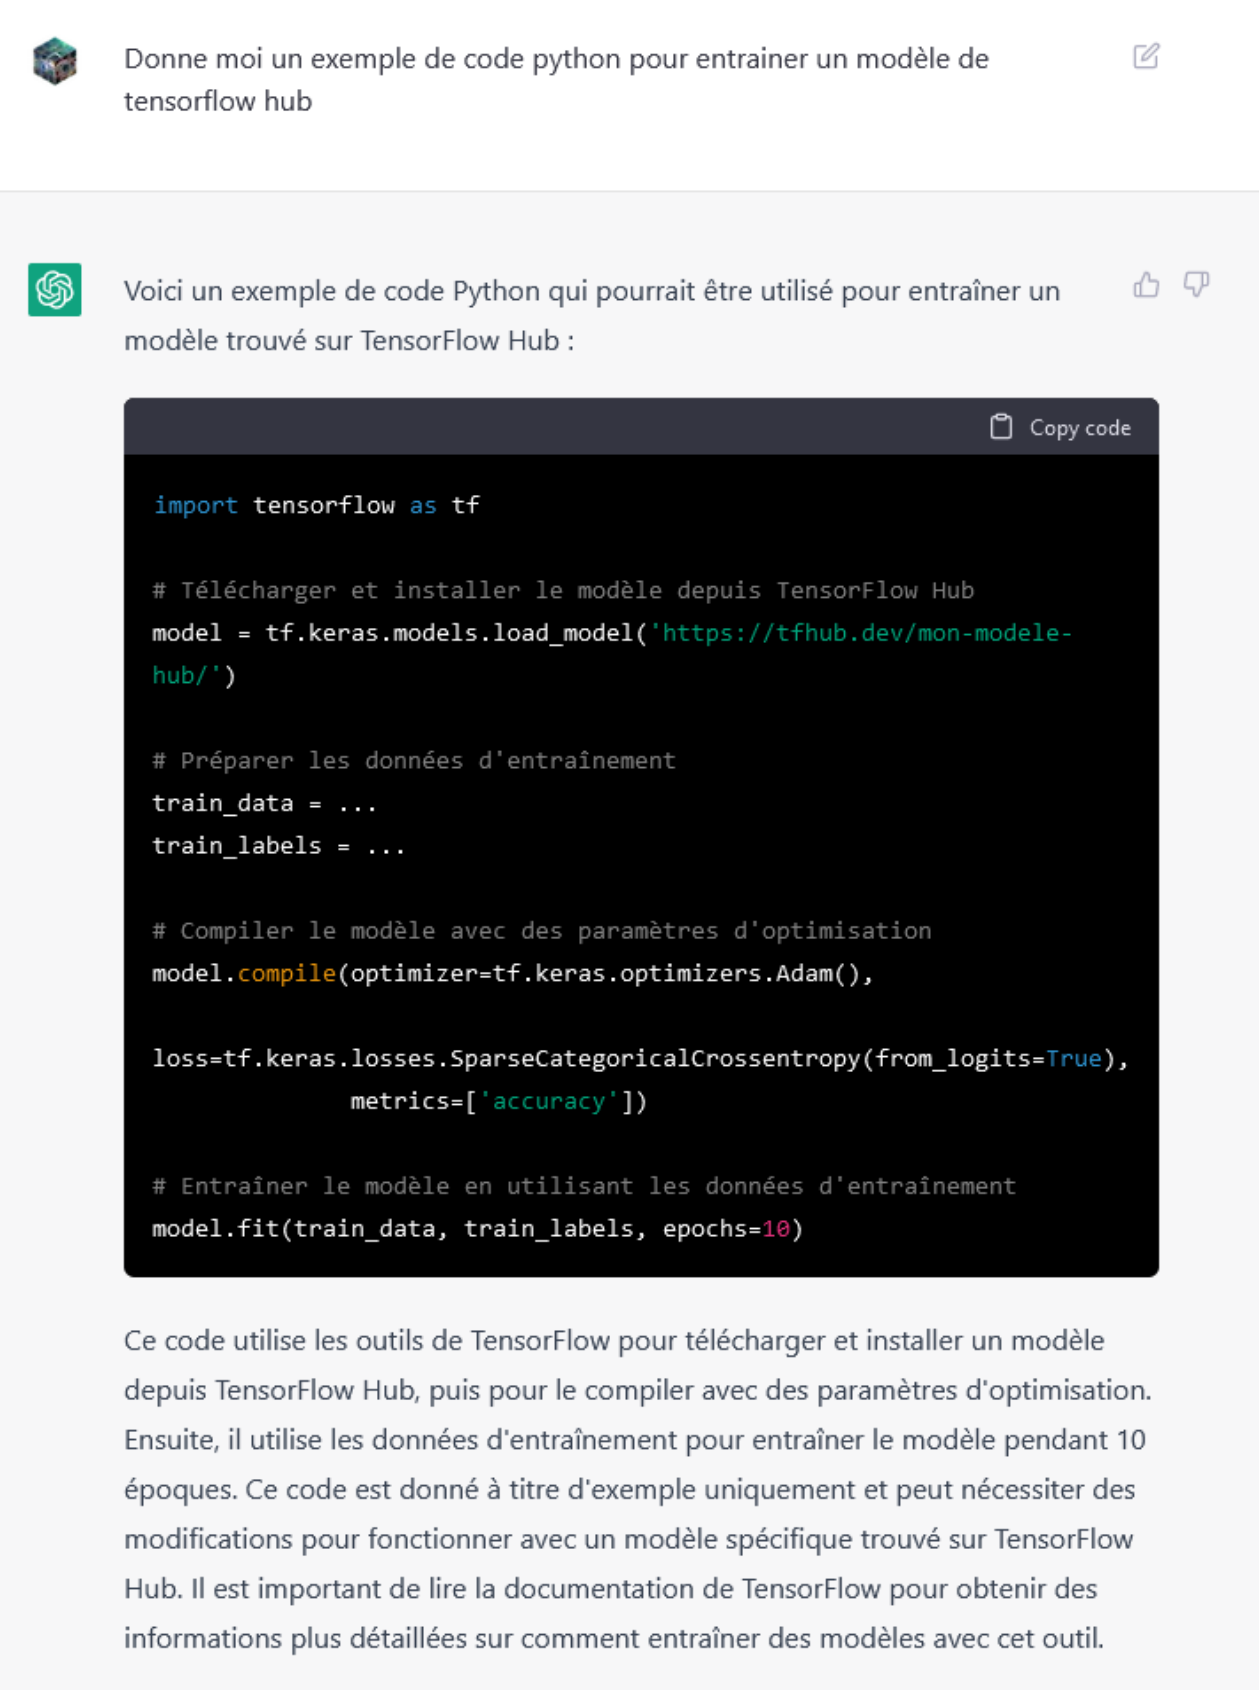 Donne moi un exemple de code python pour entrainer un modèle de
tensorflow hub
Voici un exemple de code Python qui pourrait être utilisé pour entraîner un
modèle trouvé sur TensorFlow Hub :
Copy code
import tensorflow as tf
# Télécharger et installer le modèle depuis TensorFlow Hub
model = tf.keras.models.load_model('https://tfhub.dev/mon-modele-
hub/')
# Préparer les données d'entraînement
train_data = ...
train_labels = ...
# Compiler le modèle avec des paramètres d'optimisation
model.compile(optimizer=tf.keras.optimizers.Adam(),
loss=tf.keras.losses.SparseCategoricalCrossentropy(from_logits=True),
metrics=['accuracy'])
# Entraîner le modèle en utilisant les données d'entraînement
model.fit(train_data, train_labels, epochs=10)
Ce code utilise les outils de TensorFlow pour télécharger et installer un modèle
depuis TensorFlow Hub, puis pour le compiler avec des paramètres d'optimisation.
Ensuite, il utilise les données d'entraînement pour entraîner le modèle pendant 10
époques. Ce code est donné à titre d'exemple uniquement et peut nécessiter des
modifications pour fonctionner avec un modèle spécifique trouvé sur TensorFlow
Hub. Il est important de lire la documentation de TensorFlow pour obtenir des
informations plus détaillées sur comment entraîner des modèles avec cet outil.